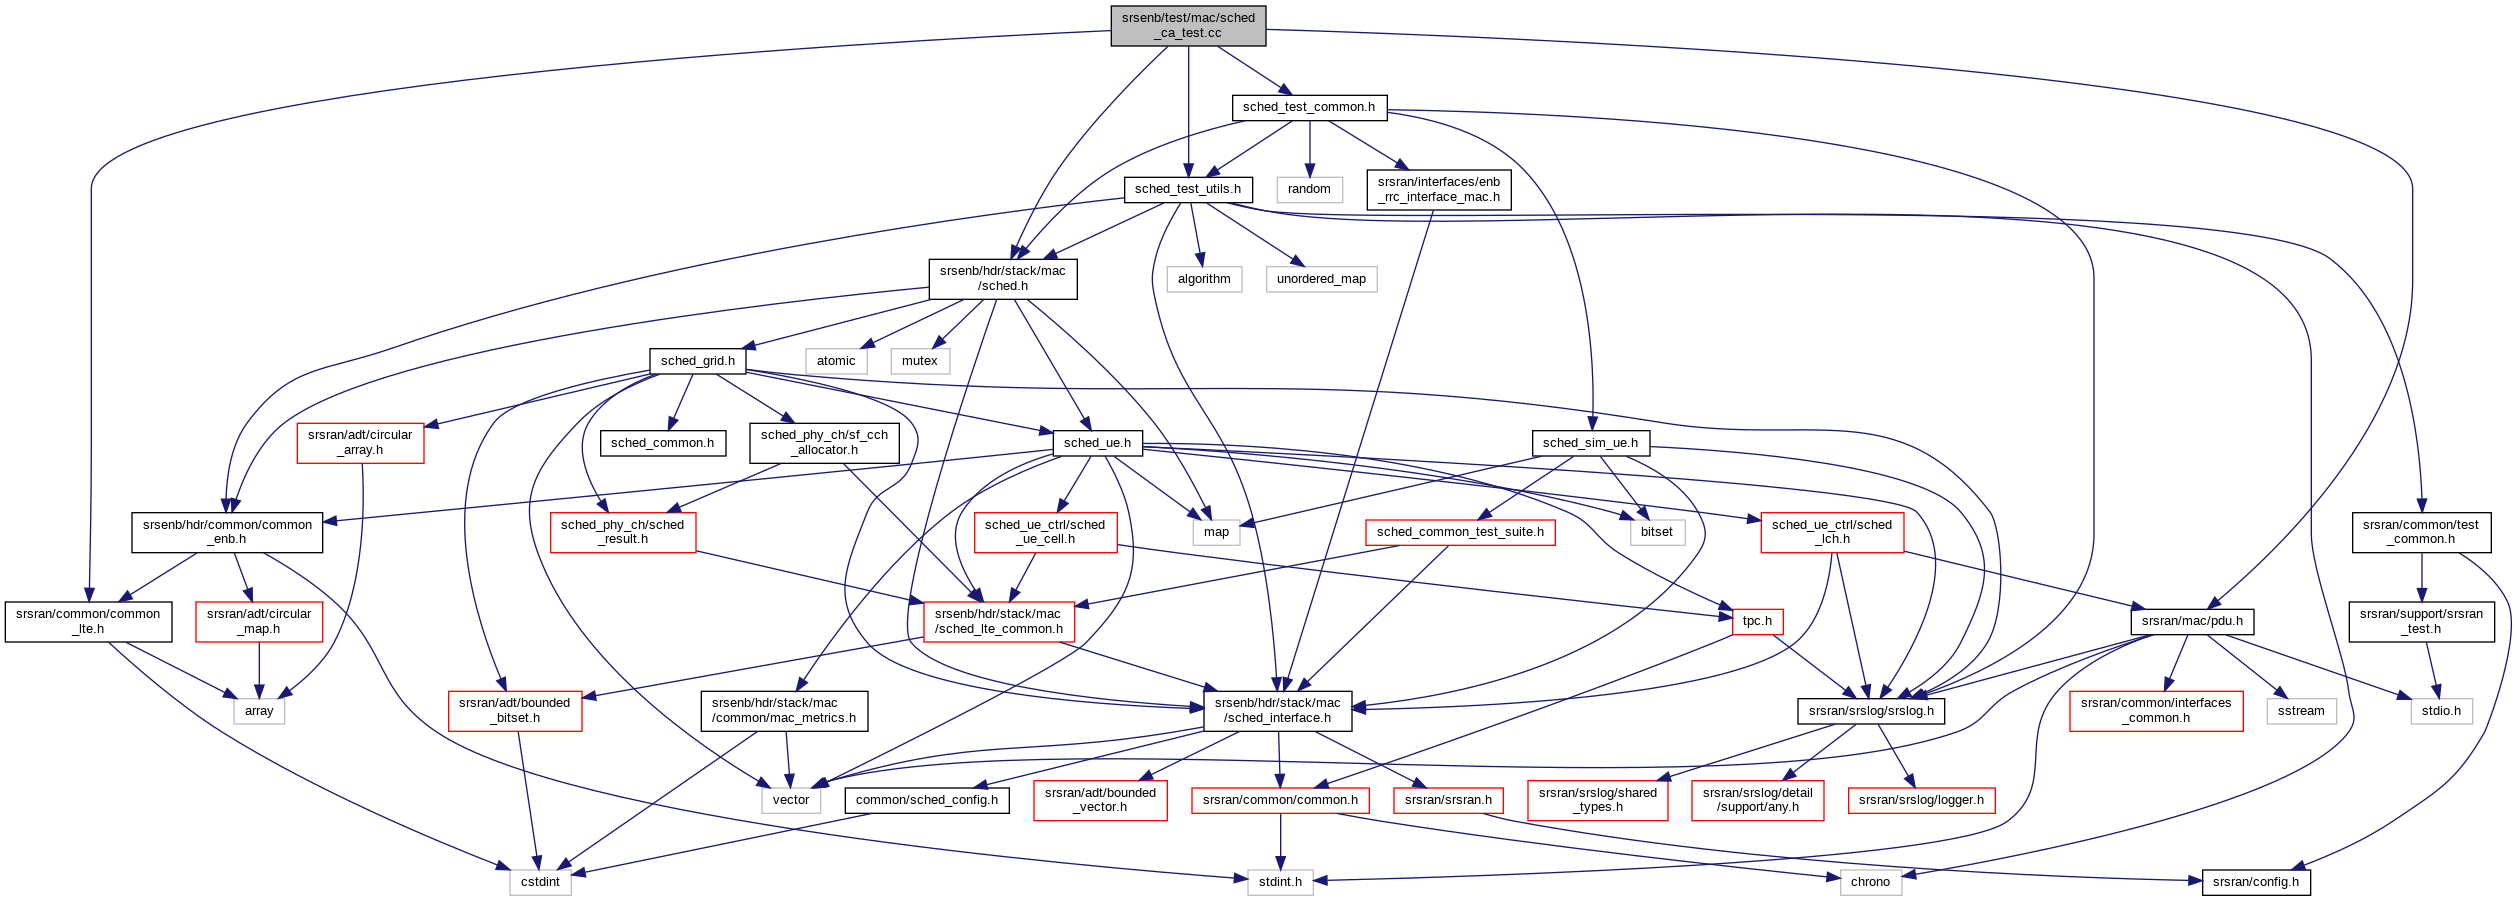 srsenb/test/mac/sched
_ca_test.cc
sched_test_common.h
sched_test_utils.h
random
srsran/interfaces/enb
_rrc_interface_mac.h
srsenb/hdr/stack/mac
/sched.h
algorithm
unordered_map
sched_grid.h
atomic
mutex
srsran/adt/circular
_array.h
sched_common.h
sched_phy_ch/sf_cch
_allocator.h
sched_ue.h
sched_sim_ue.h
srsenb/hdr/common/common
_enb.h
sched_phy_ch/sched
_result.h
sched_ue_ctrl/sched
_ue_cell.h
map
sched_common_test_suite.h
bitset
sched_ue_ctrl/sched
_lch.h
srsran/common/test
_common.h
srsran/common/common
_lte.h
srsran/adt/circular
_map.h
srsenb/hdr/stack/mac
/sched_lte_common.h
tpc.h
srsran/mac/pdu.h
srsran/support/srsran
_test.h
array
srsran/adt/bounded
_bitset.h
srsenb/hdr/stack/mac
/common/mac_metrics.h
srsenb/hdr/stack/mac
/sched_interface.h
srsran/srslog/srslog.h
srsran/common/interfaces
_common.h
sstream
stdio.h
vector
common/sched_config.h
srsran/adt/bounded
_vector.h
srsran/common/common.h
srsran/srsran.h
srsran/srslog/shared
_types.h
srsran/srslog/detail
/support/any.h
srsran/srslog/logger.h
cstdint
stdint.h
chrono
srsran/config.h